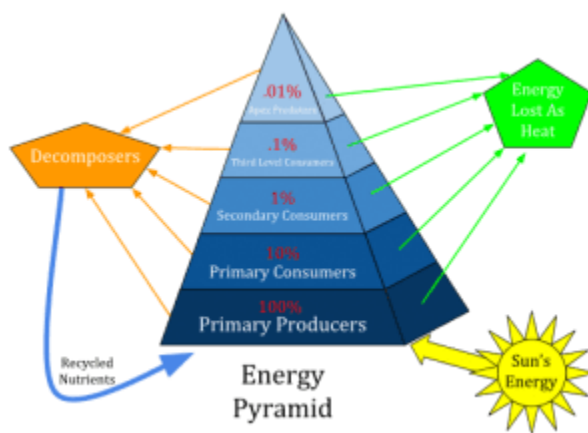 .01%
Apex Predators
Energy
Lost As
Heat
Decomposers
.1%
Third Level Consumers
1%
Secondary Consumers
10%
Primary Consumers
100%
Primary Producers
Recycled
Nutrients
Energy
Pyramid
Sun's
Energy